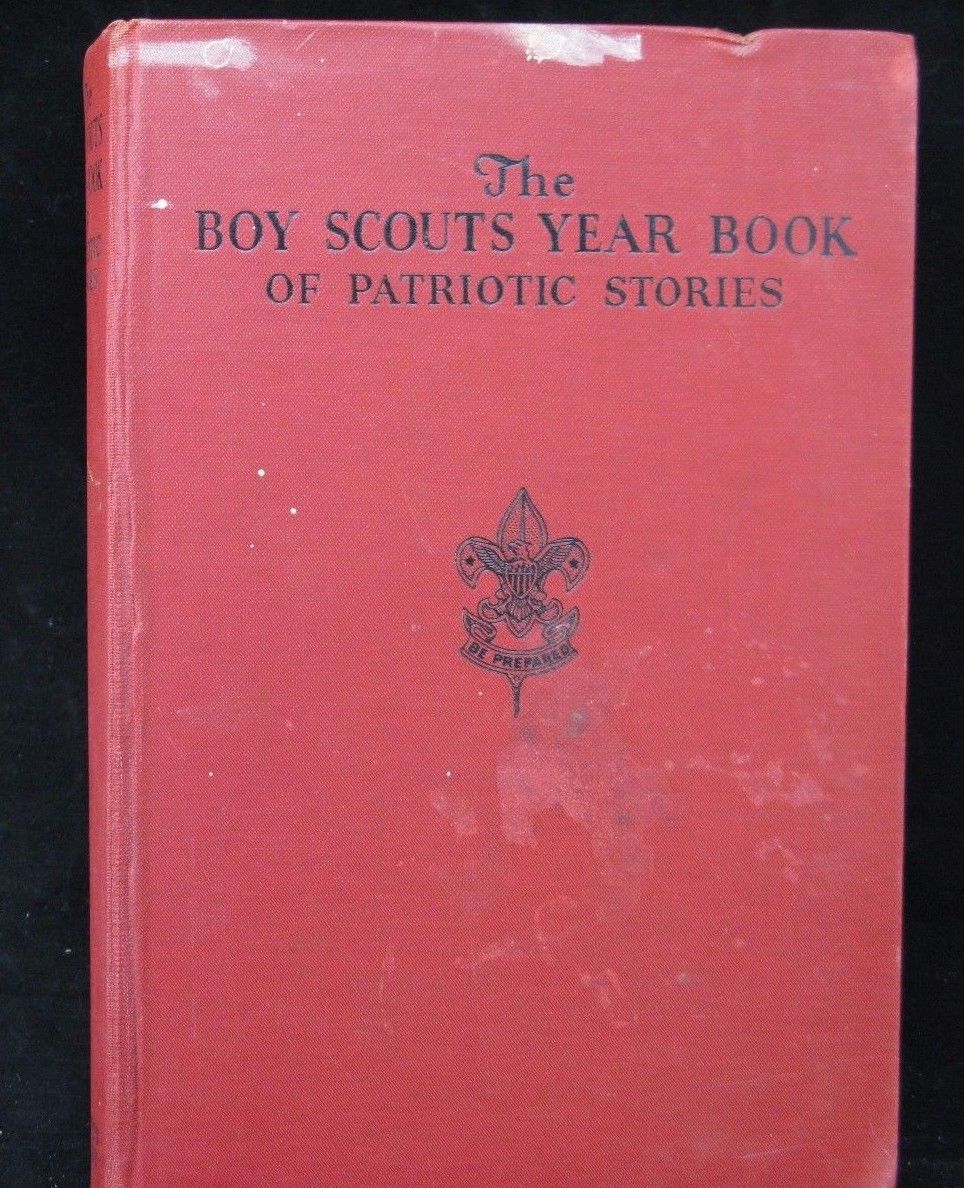 The
BOY SCOUTS YEAR BOOK
OF PATRIOTIC STORIES
BE PREPARED